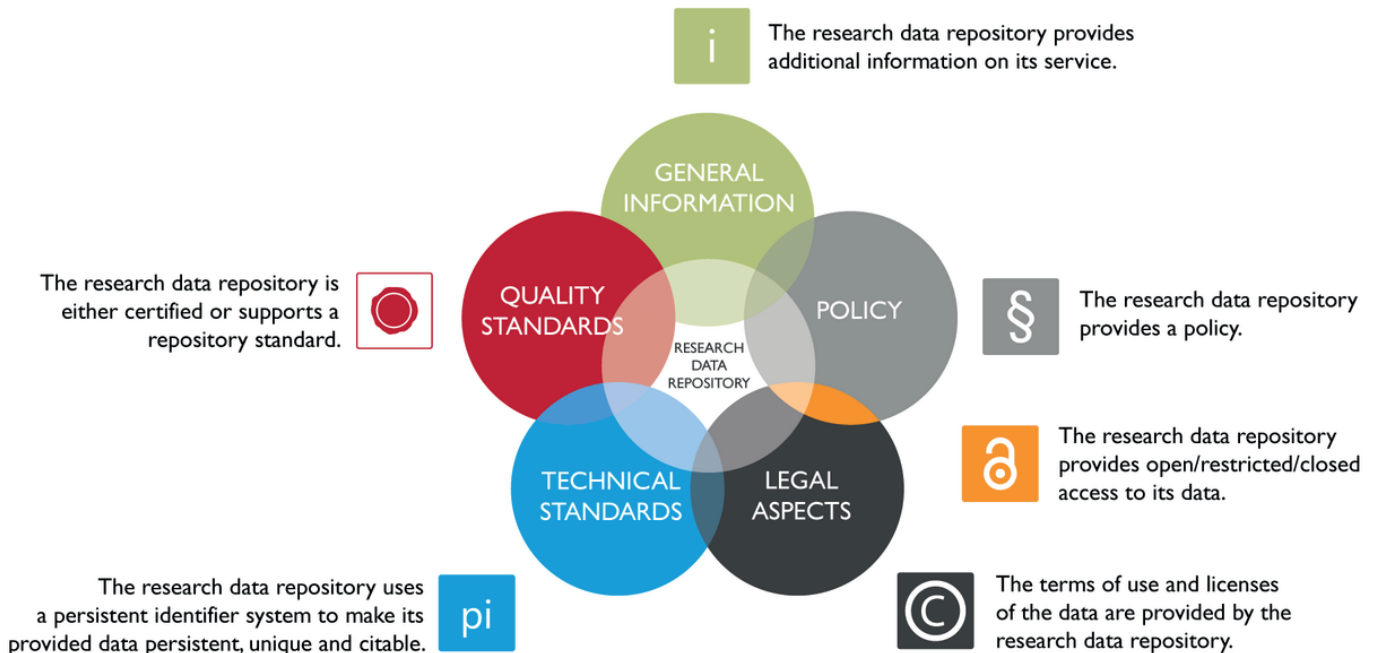 i
The research data repository provides
additional information on its service.
GENERAL
INFORMATION
The research data repository is
either certified or supports a
repository standard.
QUALITY
STANDARDS
POLICY
§
The research data repository
provides a policy.
RESEARCH
DATA
REPOSITORY
The research data repository
provides open/restricted/closed
access to its data.
TECHNICAL
STANDARDS
LEGAL
ASPECTS
The research data repository uses
a persistent identifier system to make its
provided data persistent, unique and citable.
pi
©
The terms of use and licenses
of the data are provided by the
research data repository.